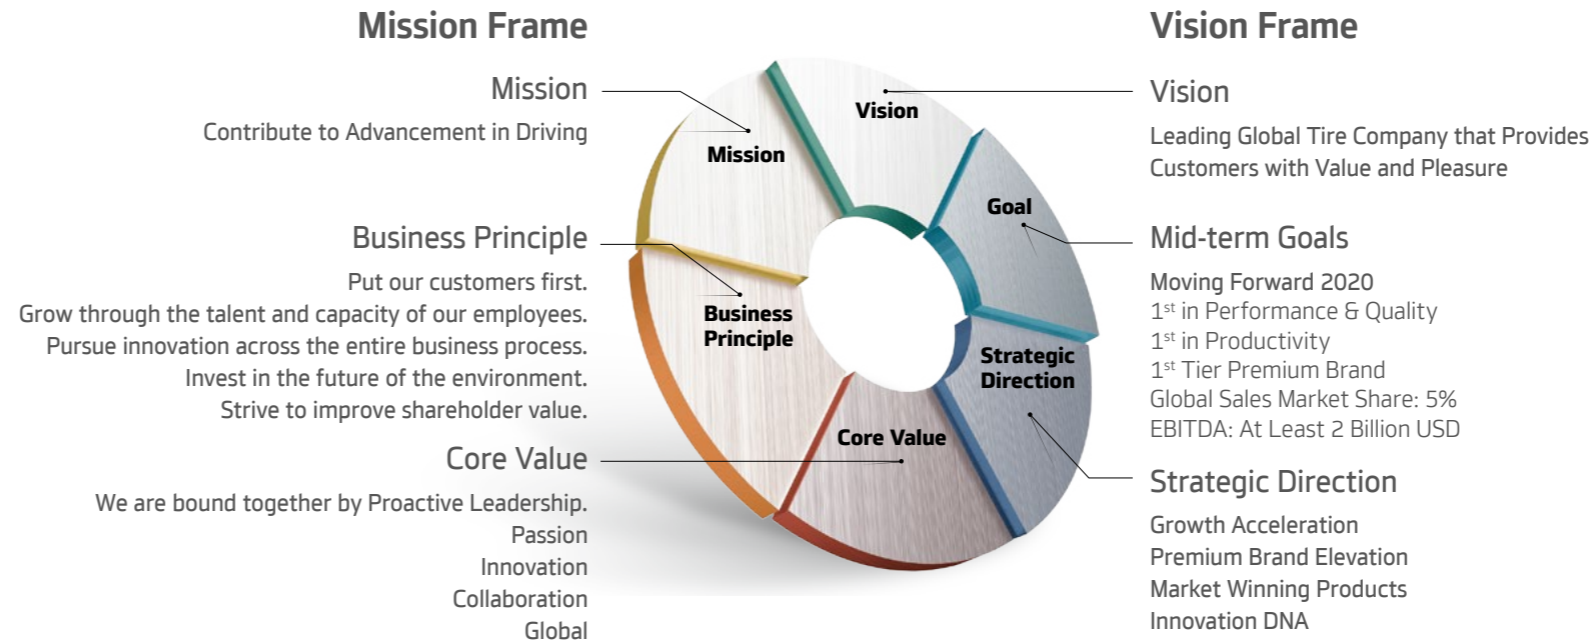 Mission Frame
Mission
Contribute to Advancement in Driving
Business Principle
Put our customers first.
Grow through the talent and capacity of our employees.
Pursue innovation across the entire business process.
Invest in the future of the environment.
Strive to improve shareholder value.
Core Value
We are bound together by Proactive Leadership.
Passion
Innovation
Collaboration
Global
Mission
Vision
Goal
Business
Principle
Strategic
Direction
Core Value
Vision Frame
Vision
Leading Global Tire Company that Provides
Customers with Value and Pleasure
Mid-term Goals
Moving Forward 2020
1st in Performance & Quality
1st in Productivity
1st Tier Premium Brand
Global Sales Market Share: 5%
EBITDA: At Least 2 Billion USD
Strategic Direction
Growth Acceleration
Premium Brand Elevation
Market Winning Products
Innovation DNA